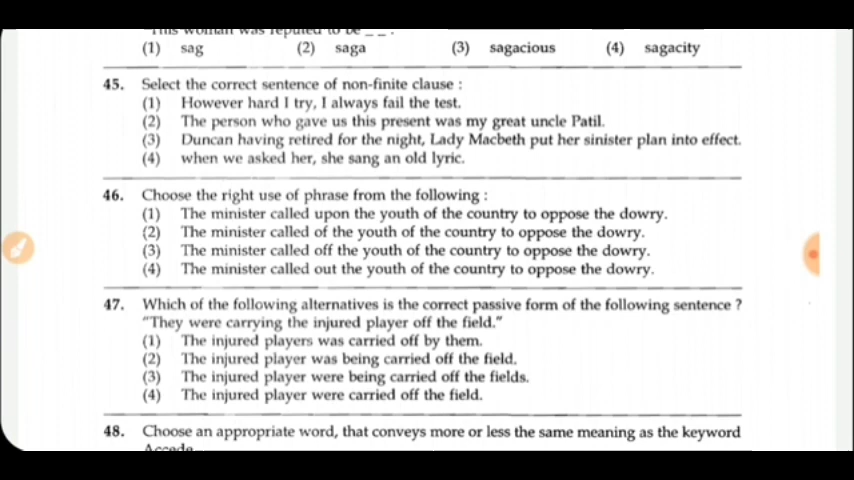 "This woman was reputed to be _ _ .
(1) sag (2) saga (3) sagacious (4) sagacity
45. Select the correct sentence of non-finite clause :
(1) However hard I try, I always fail the test.
(2) The person who gave us this present was my great uncle Patil.
(3) Duncan having retired for the night, Lady Macbeth put her sinister plan into effect.
(4) when we asked her, she sang an old lyric.
46. Choose the right use of phrase from the following :
(1) The minister called upon the youth of the country to oppose the dowry.
(2) The minister called of the youth of the country to oppose the dowry.
(3) The minister called off the youth of the country to oppose the dowry.
(4) The minister called out the youth of the country to oppose the dowry.
47. Which of the following alternatives is the correct passive form of the following sentence ?
"They were carrying the injured player off the field."
(1) The injured players was carried off by them.
(2) The injured player was being carried off the field.
(3) The injured player were being carried off the fields.
(4) The injured player were carried off the field.
48. Choose an appropriate word, that conveys more or less the same meaning as the keyword
Accede